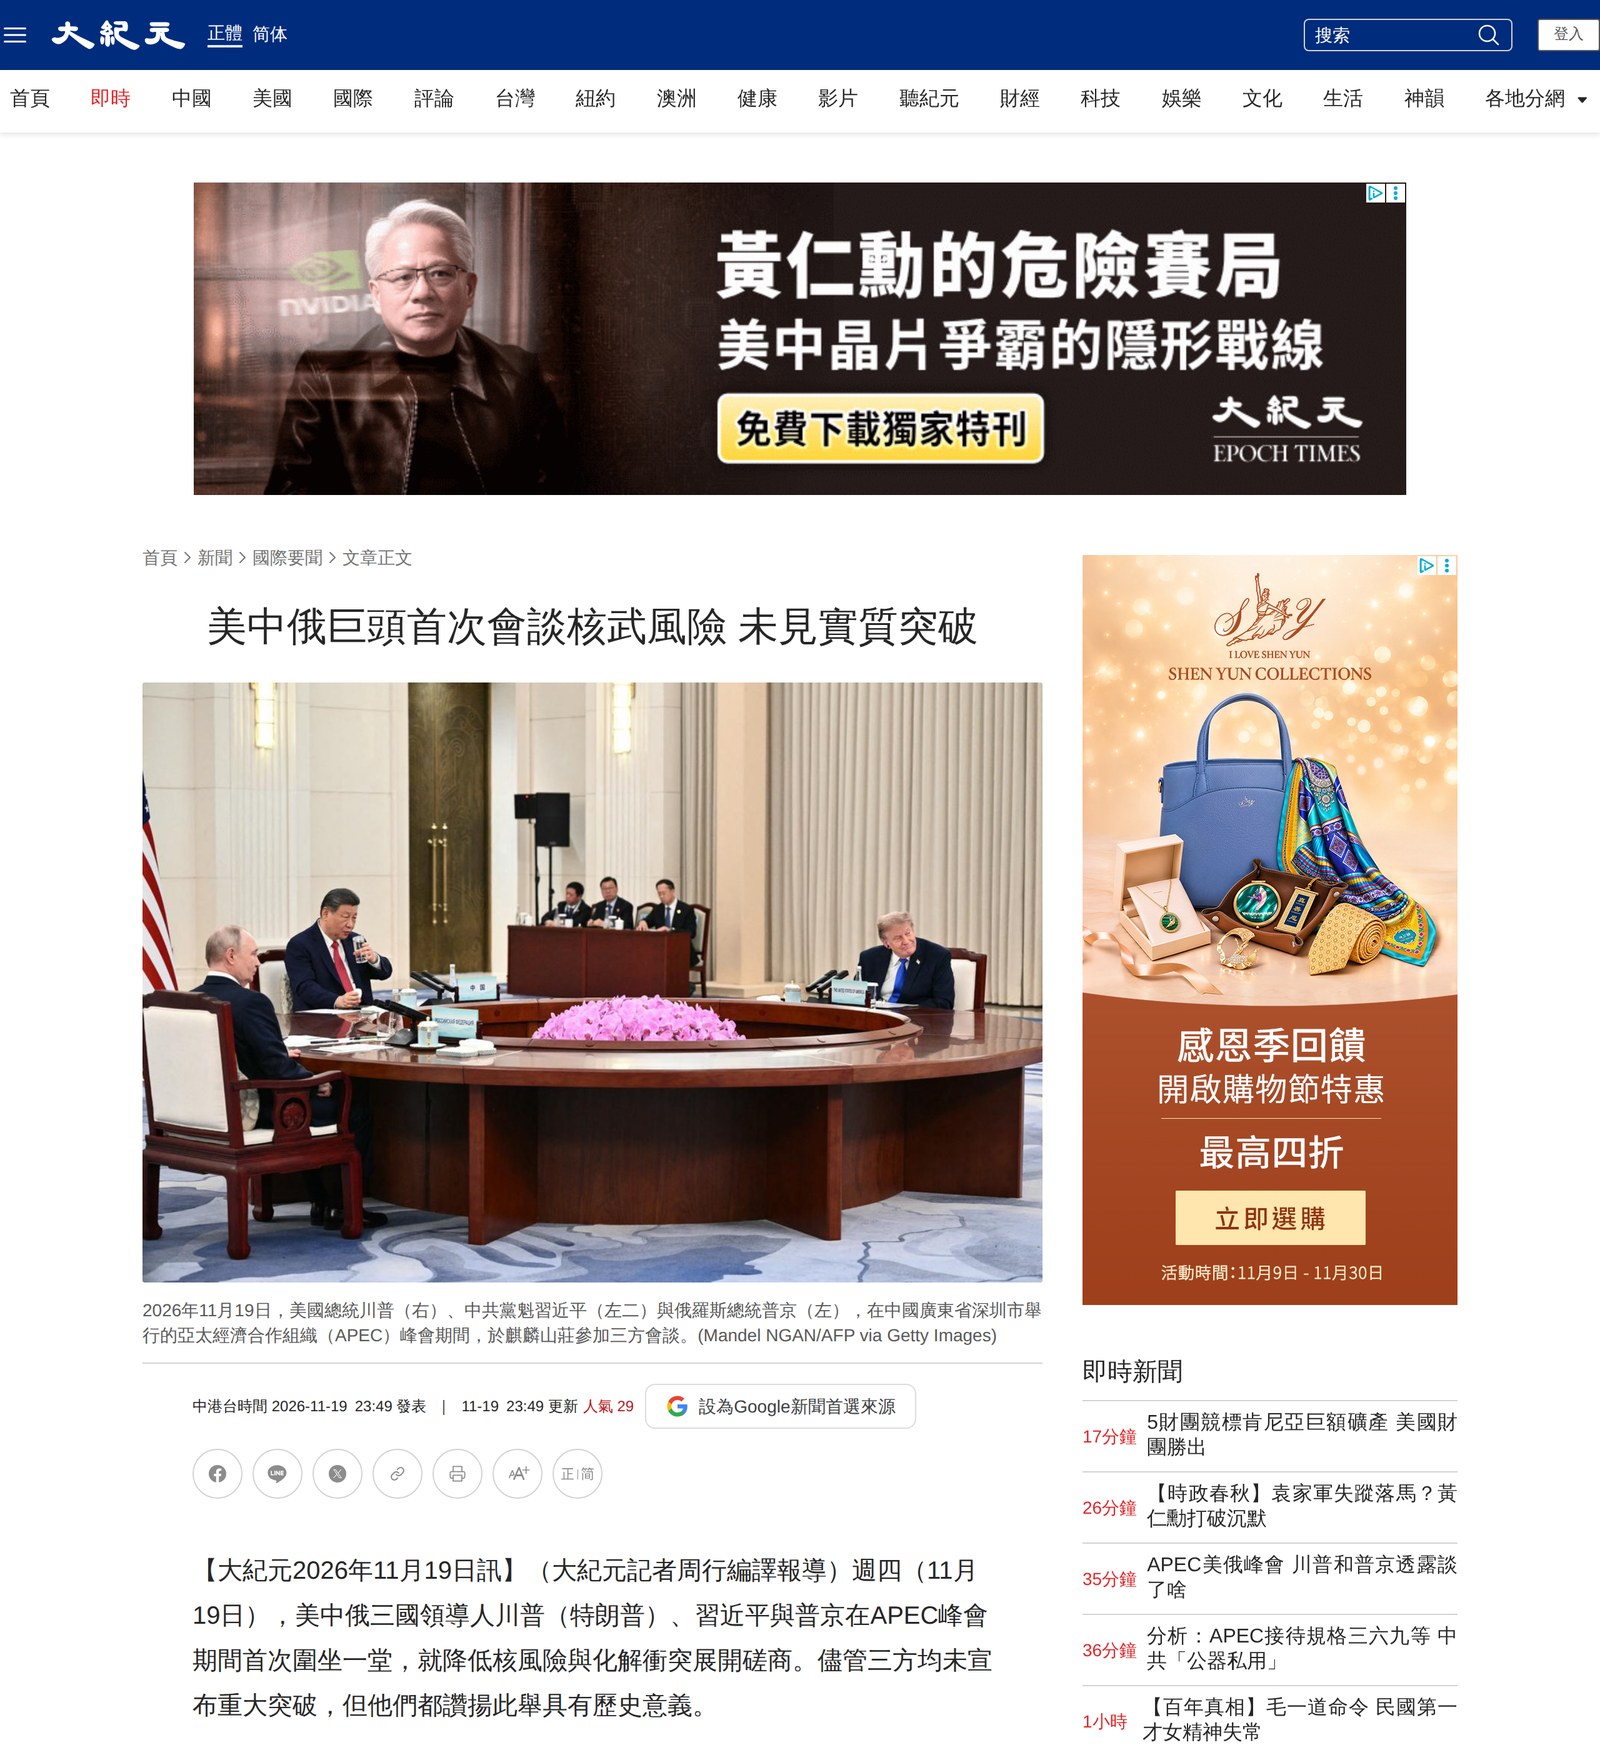 大紀元
正體 简体
搜索
登入
首頁 即時 中國 美國 國際 評論 台灣 紐約 澳洲 健康 影片 聽紀元 財經 科技 娛樂 文化 生活 神韻 各地分網
NVIDIA
黃仁勳的危險賽局
美中晶片爭霸的隱形戰線
免費下載獨家特刊
大紀元
EPOCH TIMES
首頁 > 新聞 > 國際要聞 > 文章正文
美中俄巨頭首次會談核武風險 未見實質突破
中国
РОССИЙСКАЯ ФЕДЕРАЦИЯ
THE UNITED STATES OF AMERICA
2026年11月19日，美國總統川普（右）、中共黨魁習近平（左二）與俄羅斯總統普京（左），在中國廣東省深圳市舉
行的亞太經濟合作組織（APEC）峰會期間，於麒麟山莊參加三方會談。(Mandel NGAN/AFP via Getty Images)
中港台時間 2026-11-19 23:49 發表 ｜ 11-19 23:49 更新 人氣 29
設為Google新聞首選來源
LINE
AA+
正|简
【大紀元2026年11月19日訊】（大紀元記者周行編譯報導）週四（11月
19日），美中俄三國領導人川普（特朗普）、習近平與普京在APEC峰會
期間首次圍坐一堂，就降低核風險與化解衝突展開磋商。儘管三方均未宣
布重大突破，但他們都讚揚此舉具有歷史意義。
SY
I LOVE SHEN YUN
SHEN YUN COLLECTIONS
感恩季回饋
開啟購物節特惠
最高四折
立即選購
活動時間：11月9日 - 11月30日
即時新聞
17分鐘
5財團競標肯尼亞巨額礦產 美國財
團勝出
26分鐘
【時政春秋】袁家軍失蹤落馬？黃
仁勳打破沉默
35分鐘
APEC美俄峰會 川普和普京透露談
了啥
36分鐘
分析：APEC接待規格三六九等 中
共「公器私用」
1小時
【百年真相】毛一道命令 民國第一
才女精神失常